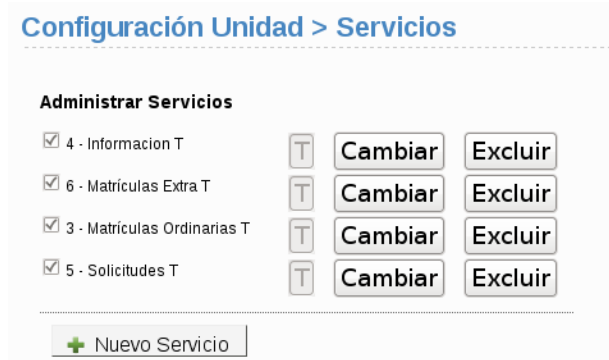 Configuración Unidad > Servicios
Administrar Servicios
4 - Informacion T T Cambiar Excluir
6 - Matrículas Extra T T Cambiar Excluir
3 - Matrículas Ordinarias T T Cambiar Excluir
5 - Solicitudes T T Cambiar Excluir
Nuevo Servicio